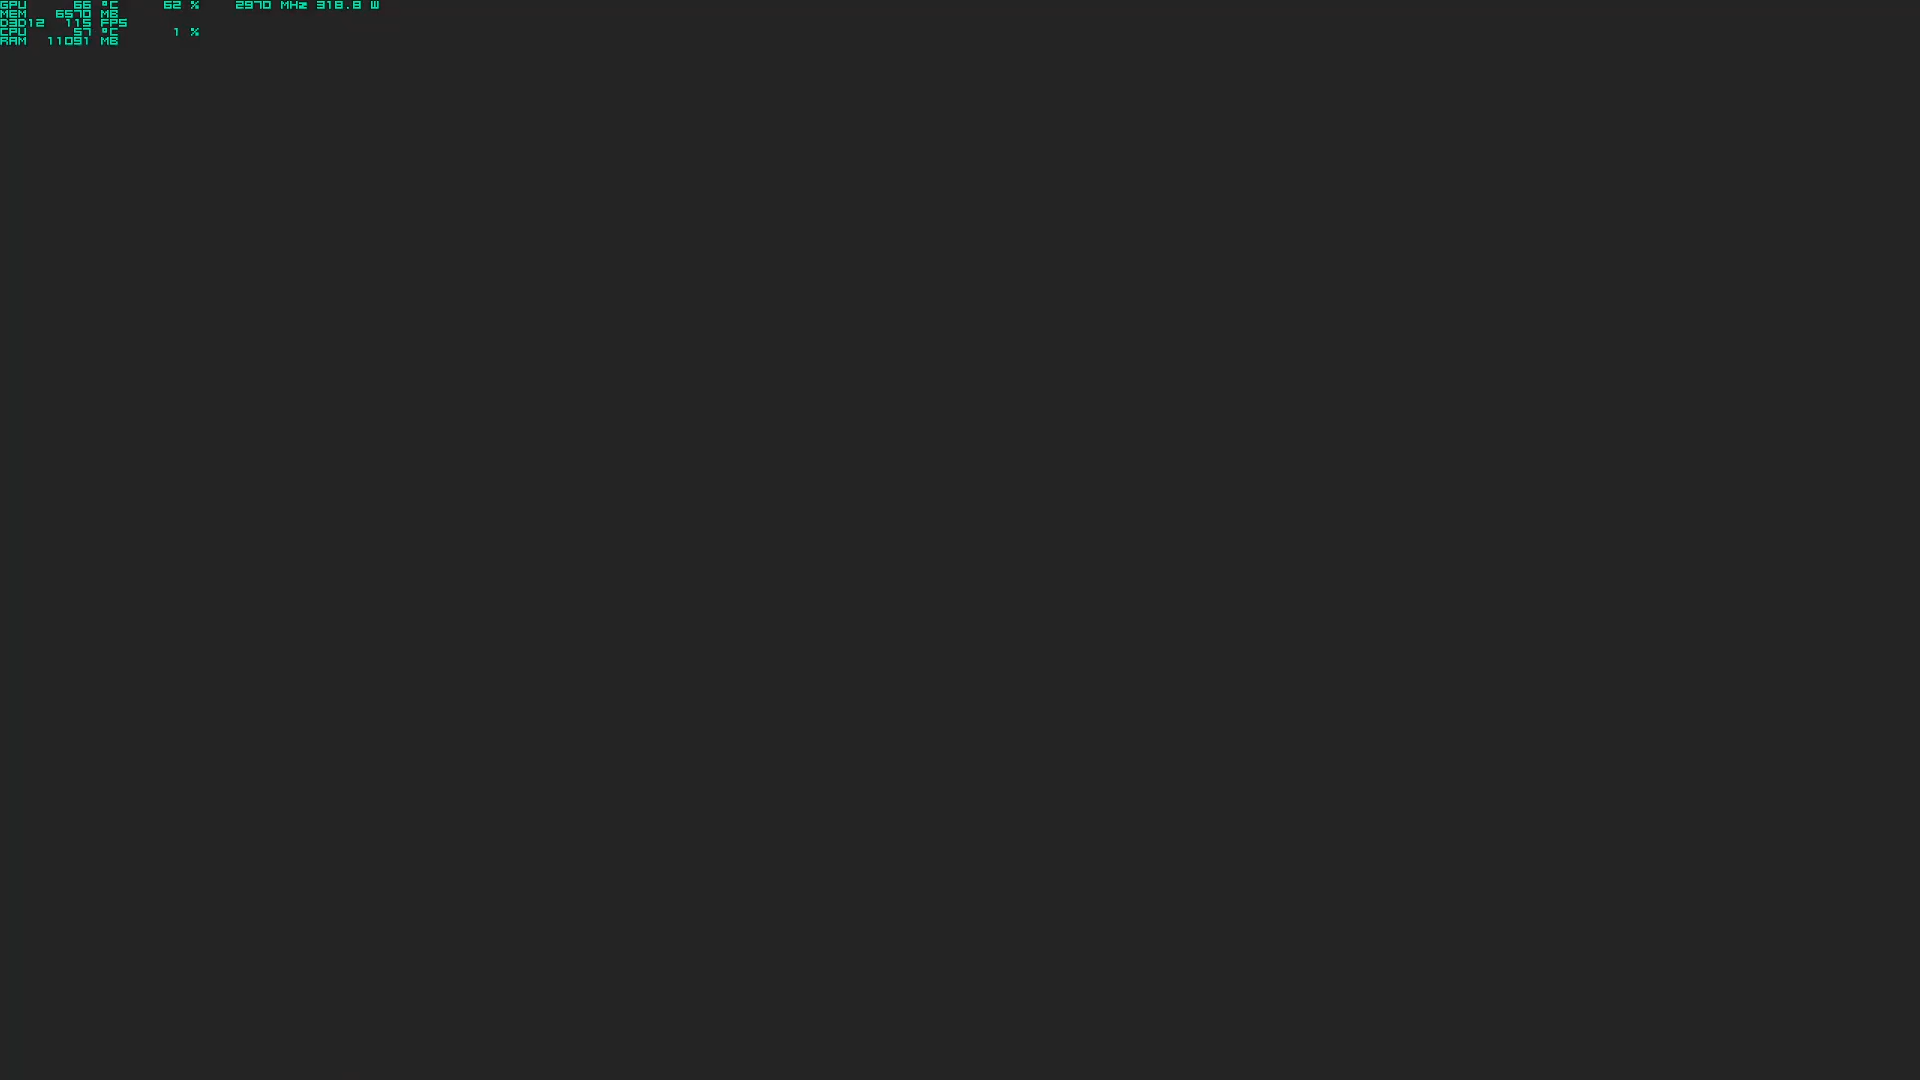 GPU 66 °C 62 % 2970 MHz 318.8 W
MEM 6570 MB
D3D12 115 FPS
CPU 57 °C 1 %
RAM 11091 MB